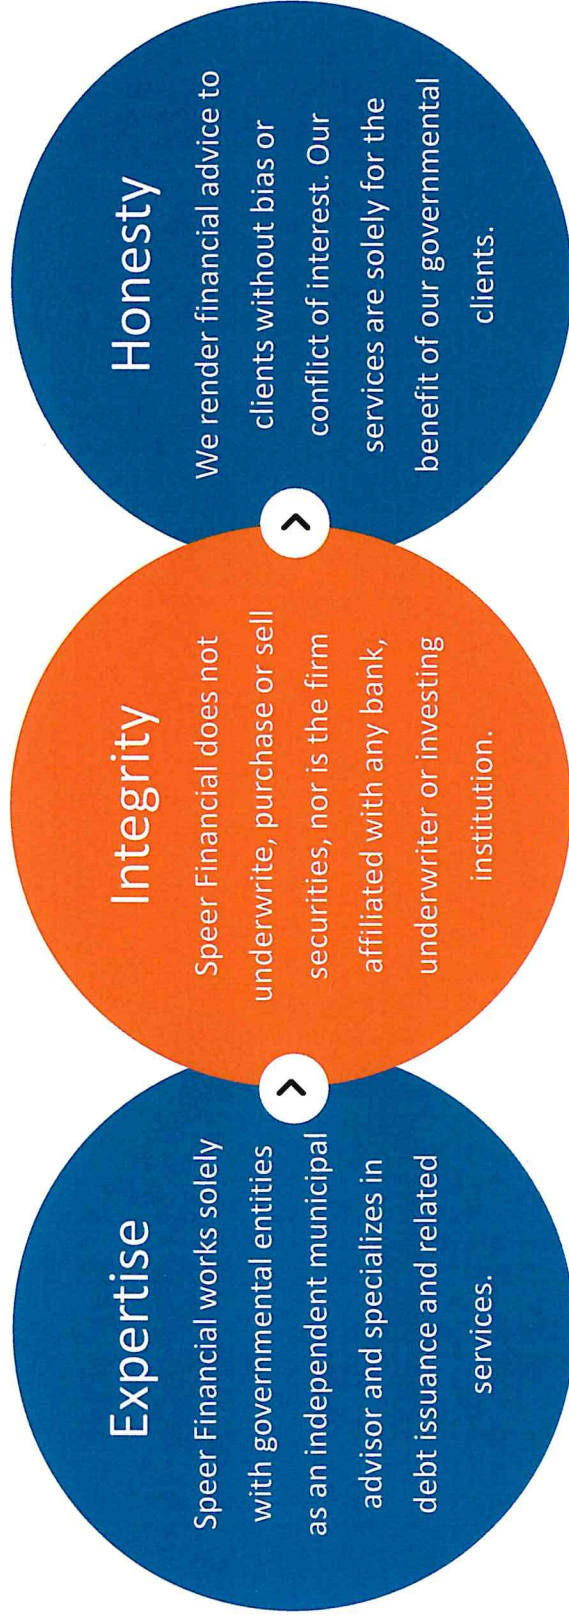 Expertise
Speer Financial works solely
with governmental entities
as an independent municipal
advisor and specializes in
debt issuance and related
services.
Integrity
Speer Financial does not
underwrite, purchase or sell
securities, nor is the firm
affiliated with any bank,
underwriter or investing
institution.
Honesty
We render financial advice to
clients without bias or
conflict of interest. Our
services are solely for the
benefit of our governmental
clients.